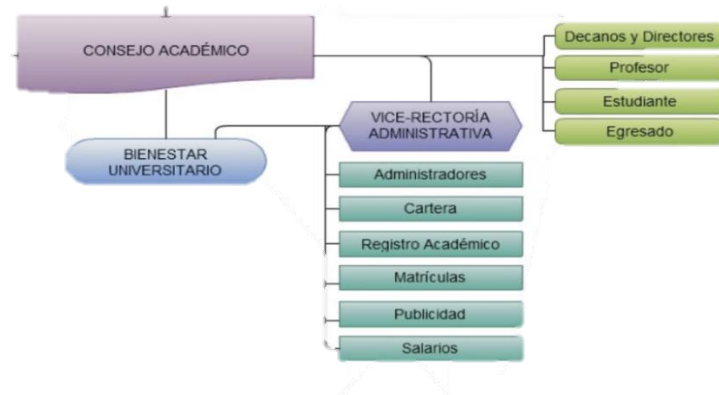 CONSEJO ACADÉMICO
Decanos y Directores
Profesor
Estudiante
Egresado
VICE-RECTORÍA
ADMINISTRATIVA
BIENESTAR
UNIVERSITARIO
Administradores
Cartera
Registro Académico
Matrículas
Publicidad
Salarios